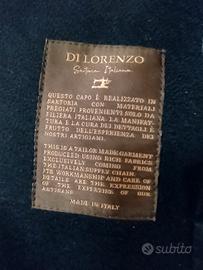 DI LORENZO
Sartoria Italiana
QUESTO CAPO È REALIZZATO IN
SARTORIA CON MATERIALI
PREGIATI PROVENIENTI SOLO DA
FILIERA ITALIANA. LA MANIFAT-
TURA E LA CURA DEI DETTAGLI È
FRUTTO DELL'ESPERIENZA DEI
NOSTRI ARTIGIANI.
THIS IS A TAILOR MADE GARMENT
PRODUCED USING RICH FABRIC
EXCLUSIVELY COMING FROM
THE ITALIAN SUPPLY CHAIN.
ITS WORKMANSHIP AND CARE OF
DETAILS ARE THE EXPRESSION
OF THE EXPERTISE OF OUR
ARTISANS.
MADE IN ITALY
subito